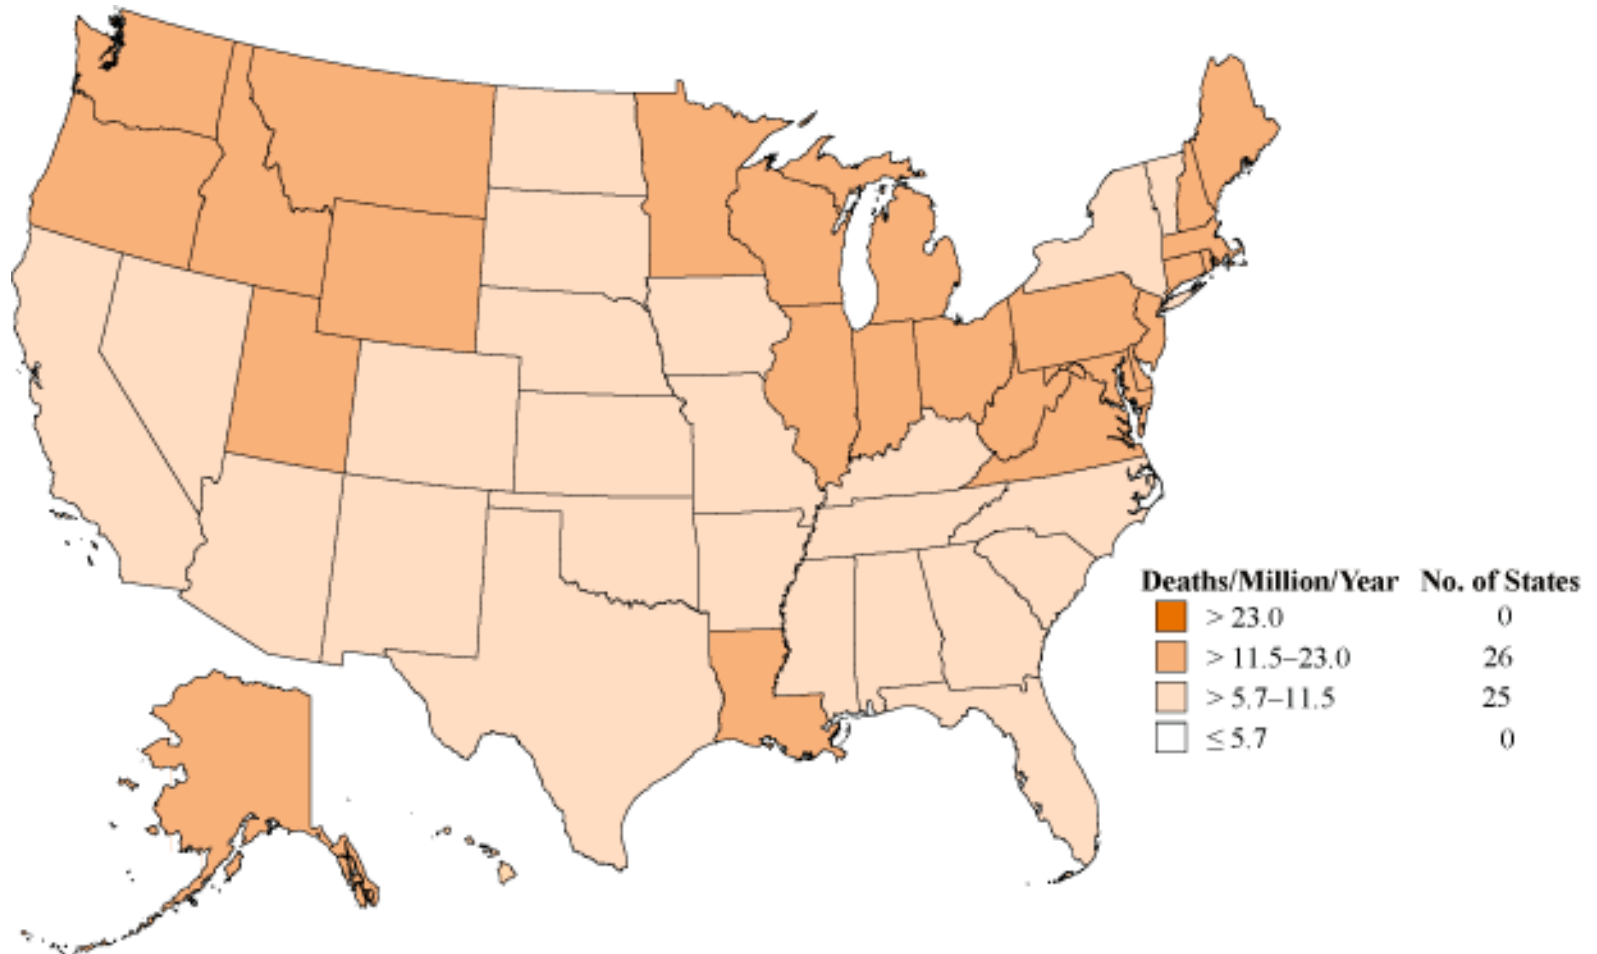 Deaths/Million/Year No. of States
> 23.0 0
> 11.5–23.0 26
> 5.7–11.5 25
≤ 5.7 0